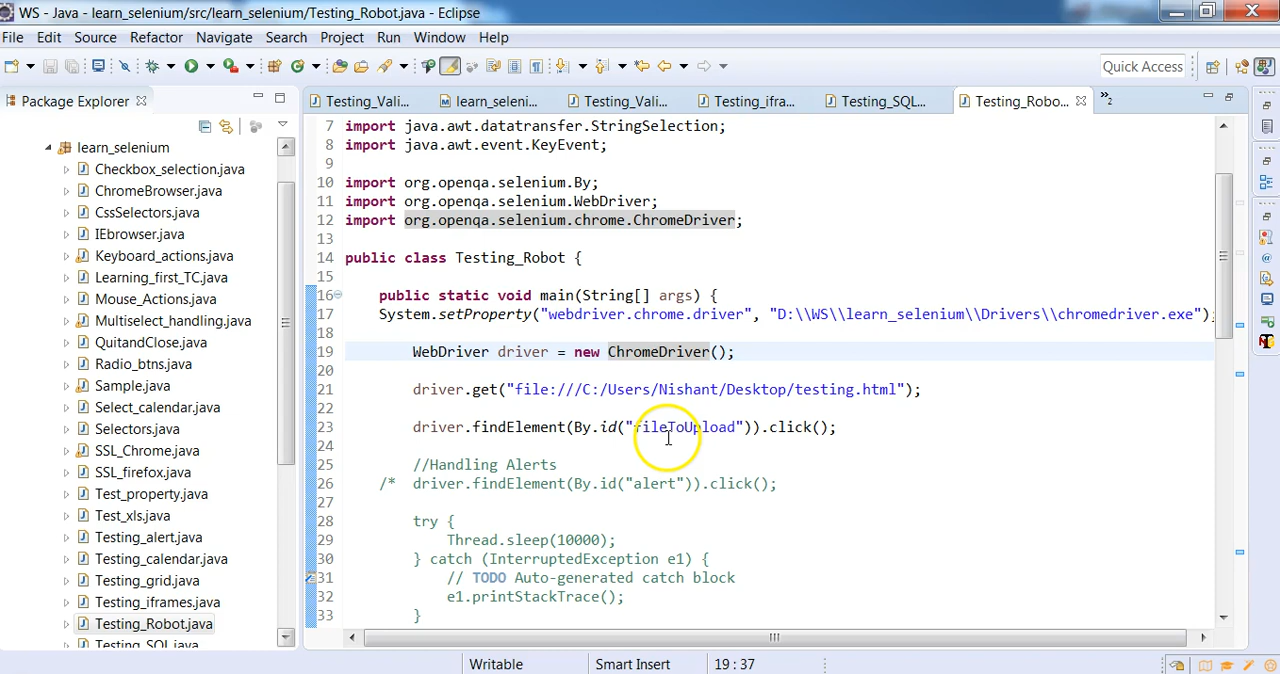 WS - Java - learn_selenium/src/learn_selenium/Testing_Robot.java - Eclipse
File Edit Source Refactor Navigate Search Project Run Window Help
Quick Access
Package Explorer
Testing_Vali... learn_seleni... Testing_Vali... Testing_ifra... Testing_SQL... Testing_Robo... »2
learn_selenium
Checkbox_selection.java
ChromeBrowser.java
CssSelectors.java
IEbrowser.java
Keyboard_actions.java
Learning_first_TC.java
Mouse_Actions.java
Multiselect_handling.java
QuitandClose.java
Radio_btns.java
Sample.java
Select_calendar.java
Selectors.java
SSL_Chrome.java
SSL_firefox.java
Test_property.java
Test_xls.java
Testing_alert.java
Testing_calendar.java
Testing_grid.java
Testing_iframes.java
Testing_Robot.java
Testing_SQL.java
7 import java.awt.datatransfer.StringSelection;
8 import java.awt.event.KeyEvent;
9
10 import org.openqa.selenium.By;
11 import org.openqa.selenium.WebDriver;
12 import org.openqa.selenium.chrome.ChromeDriver;
13
14 public class Testing_Robot {
15
16 public static void main(String[] args) {
17 System.setProperty("webdriver.chrome.driver", "D:\\WS\\learn_selenium\\Drivers\\chromedriver.exe");
18
19 WebDriver driver = new ChromeDriver();
20
21 driver.get("file:///C:/Users/Nishant/Desktop/testing.html");
22
23 driver.findElement(By.id("fileToUpload")).click();
24
25 //Handling Alerts
26 /* driver.findElement(By.id("alert")).click();
27
28 try {
29 Thread.sleep(10000);
30 } catch (InterruptedException e1) {
31 // TODO Auto-generated catch block
32 e1.printStackTrace();
33 }
Writable Smart Insert 19 : 37